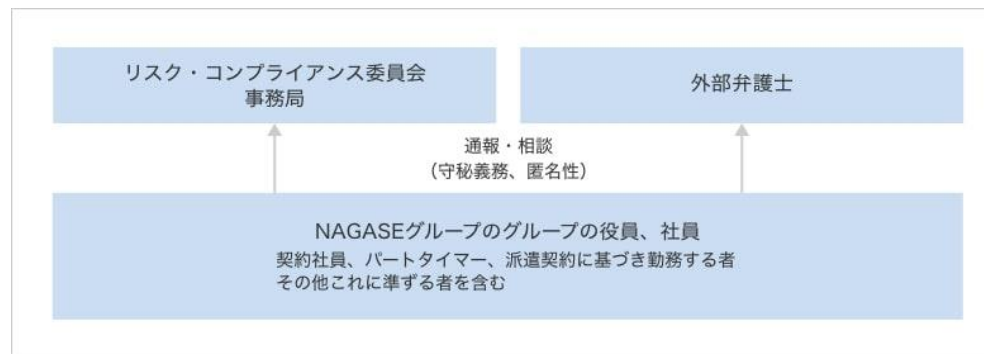 リスク・コンプライアンス委員会
事務局
外部弁護士
通報・相談
（守秘義務、匿名性）
NAGASEグループのグループの役員、社員
契約社員、パートタイマー、派遣契約に基づき勤務する者
その他これに準ずる者を含む